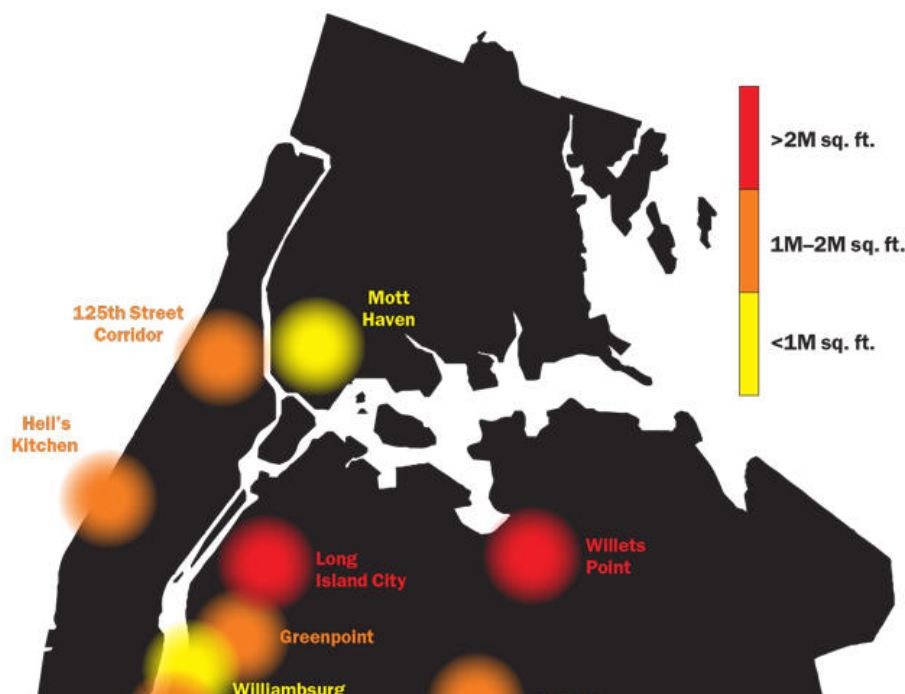 >2M sq. ft.
1M–2M sq. ft.
<1M sq. ft.
Mott
Haven
125th Street
Corridor
Hell's
Kitchen
Long
Island City
Willets
Point
Greenpoint
Williambsurg